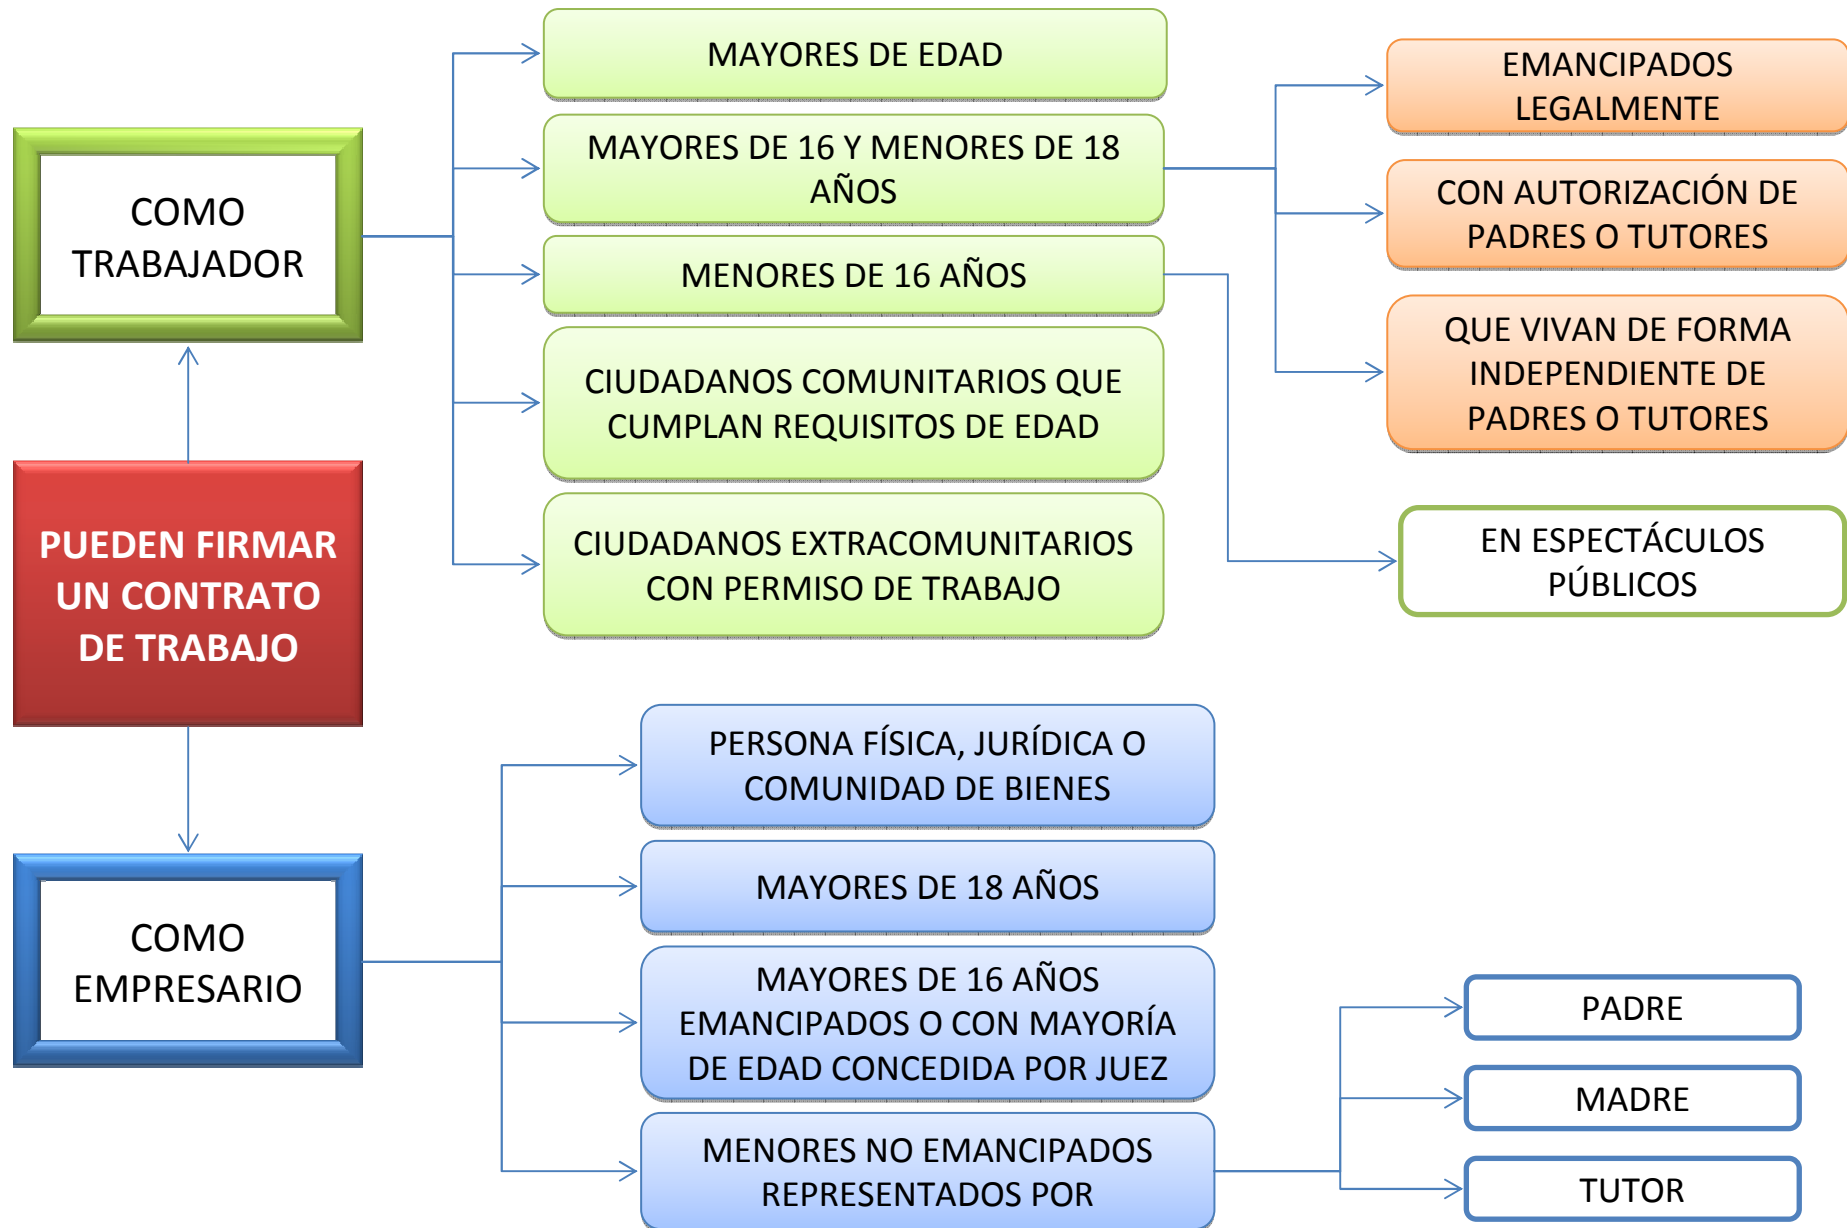 MAYORES DE EDAD
MAYORES DE 16 Y MENORES DE 18
AÑOS
MENORES DE 16 AÑOS
CIUDADANOS COMUNITARIOS QUE
CUMPLAN REQUISITOS DE EDAD
CIUDADANOS EXTRACOMUNITARIOS
CON PERMISO DE TRABAJO
EMANCIPADOS
LEGALMENTE
CON AUTORIZACIÓN DE
PADRES O TUTORES
QUE VIVAN DE FORMA
INDEPENDIENTE DE
PADRES O TUTORES
EN ESPECTÁCULOS
PÚBLICOS
COMO
TRABAJADOR
PUEDEN FIRMAR
UN CONTRATO
DE TRABAJO
COMO
EMPRESARIO
PERSONA FÍSICA, JURÍDICA O
COMUNIDAD DE BIENES
MAYORES DE 18 AÑOS
MAYORES DE 16 AÑOS
EMANCIPADOS O CON MAYORÍA
DE EDAD CONCEDIDA POR JUEZ
MENORES NO EMANCIPADOS
REPRESENTADOS POR
PADRE
MADRE
TUTOR